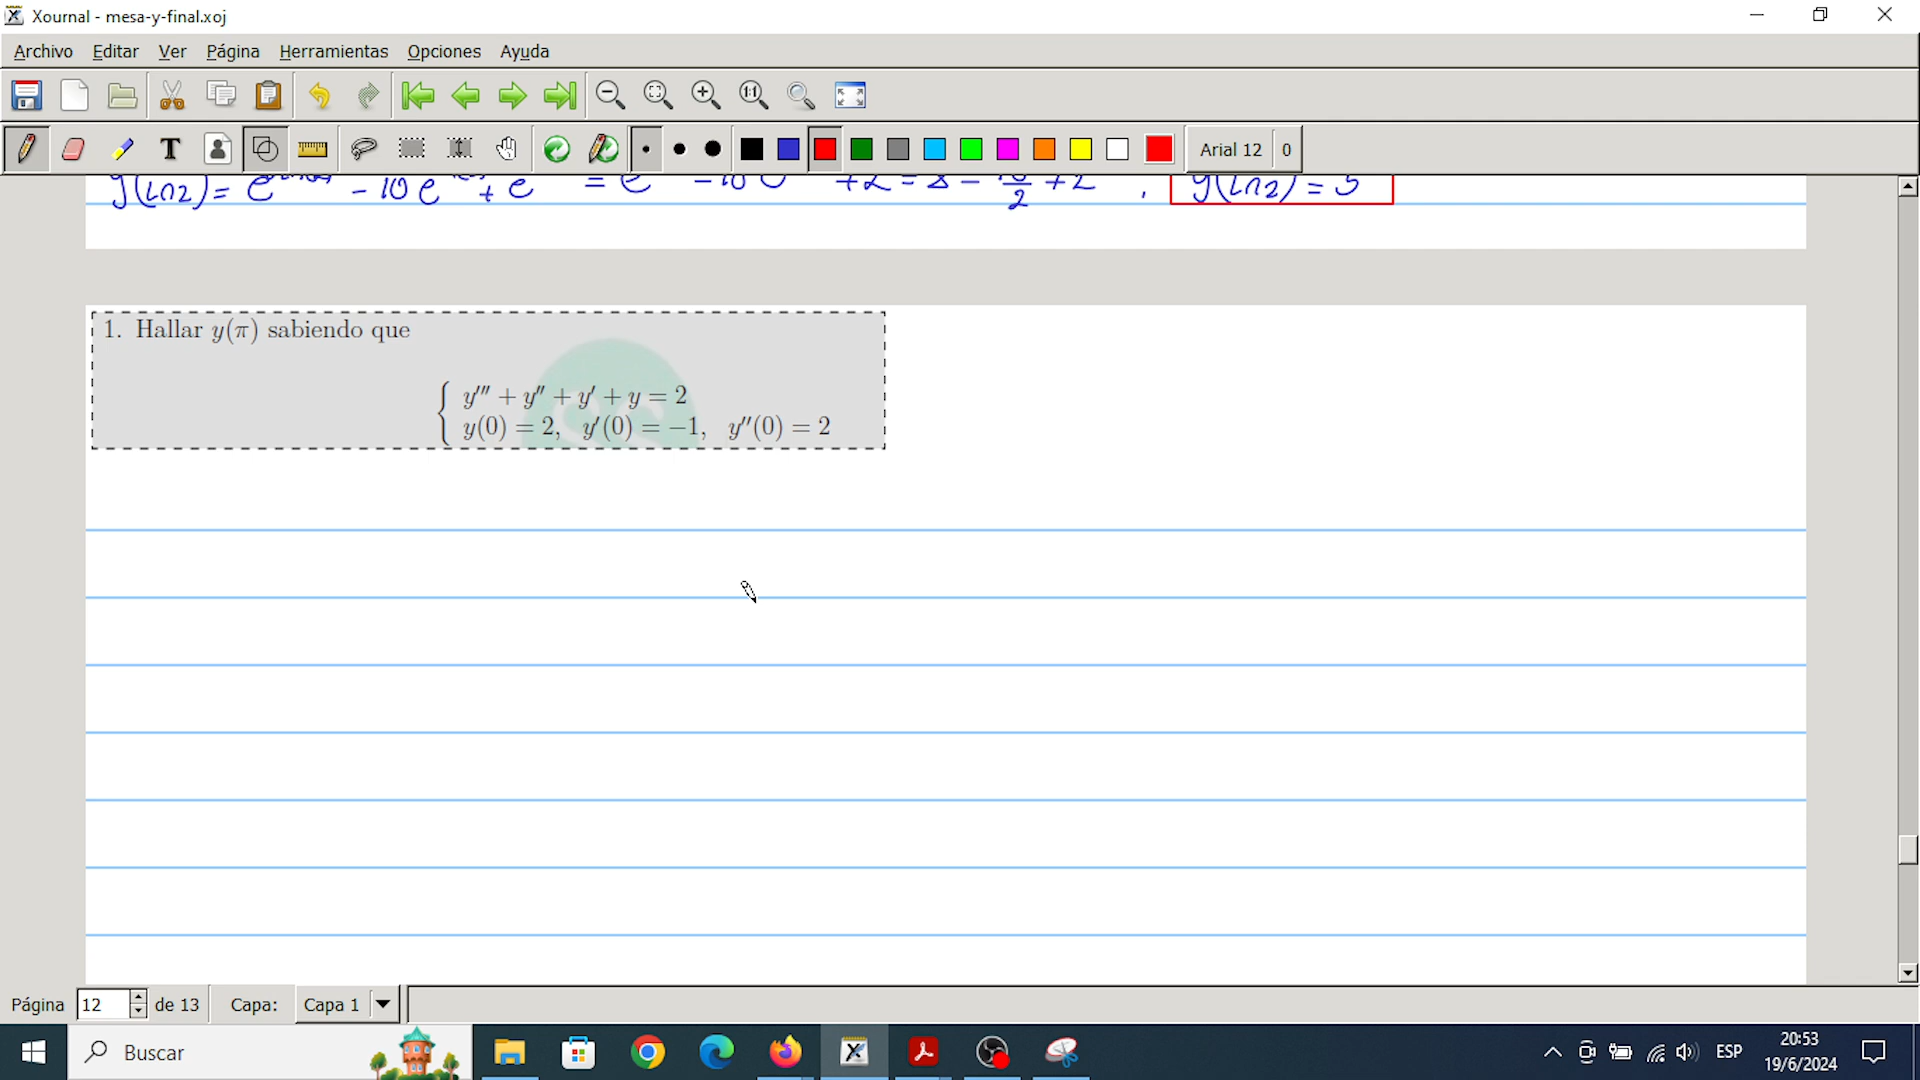 Xournal - mesa-y-final.xoj
Archivo Editar Ver Página Herramientas Opciones Ayuda
Arial 12 0
y(Ln2) = 5
1. Hallar y(π) sabiendo que
y''' + y'' + y' + y = 2
y(0) = 2, y'(0) = −1, y''(0) = 2
Página 12 de 13 Capa: Capa 1
Buscar
ESP
20:53
19/6/2024